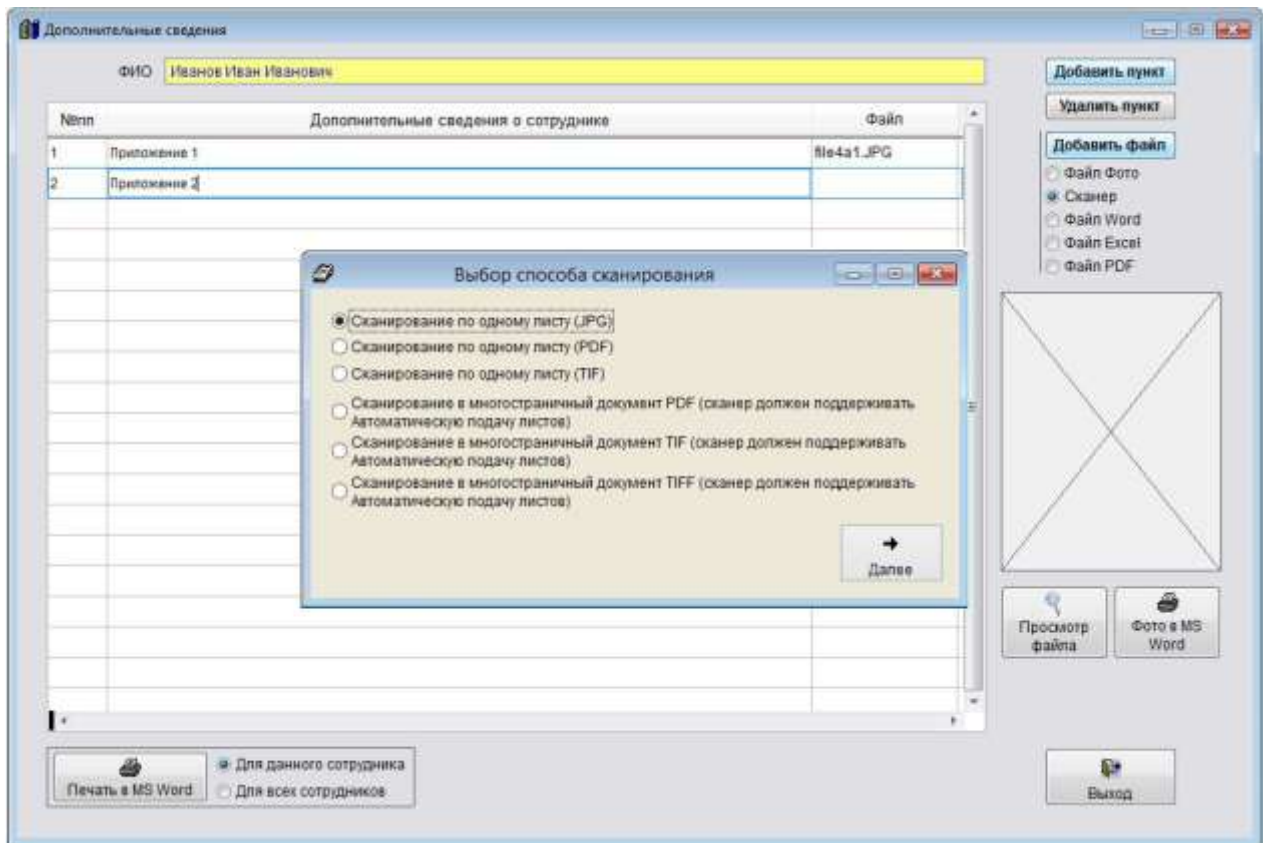 Дополнительные сведения
ФИО Иванов Иван Иванович
Добавить пункт
Удалить пункт
№пп Дополнительные сведения о сотруднике Файл
1 Приложение 1 file4a1.JPG
2 Приложение 2
Добавить файл
Файл Фото
Сканер
Файл Word
Файл Excel
Файл PDF
Выбор способа сканирования
Сканирование по одному листу (JPG)
Сканирование по одному листу (PDF)
Сканирование по одному листу (TIF)
Сканирование в многостраничный документ PDF (сканер должен поддерживать
Автоматическую подачу листов)
Сканирование в многостраничный документ TIF (сканер должен поддерживать
Автоматическую подачу листов)
Сканирование в многостраничный документ TIFF (сканер должен поддерживать
Автоматическую подачу листов)
Далее
Просмотр
файла
Фото в MS
Word
Печать в MS Word
Для данного сотрудника
Для всех сотрудников
Выход